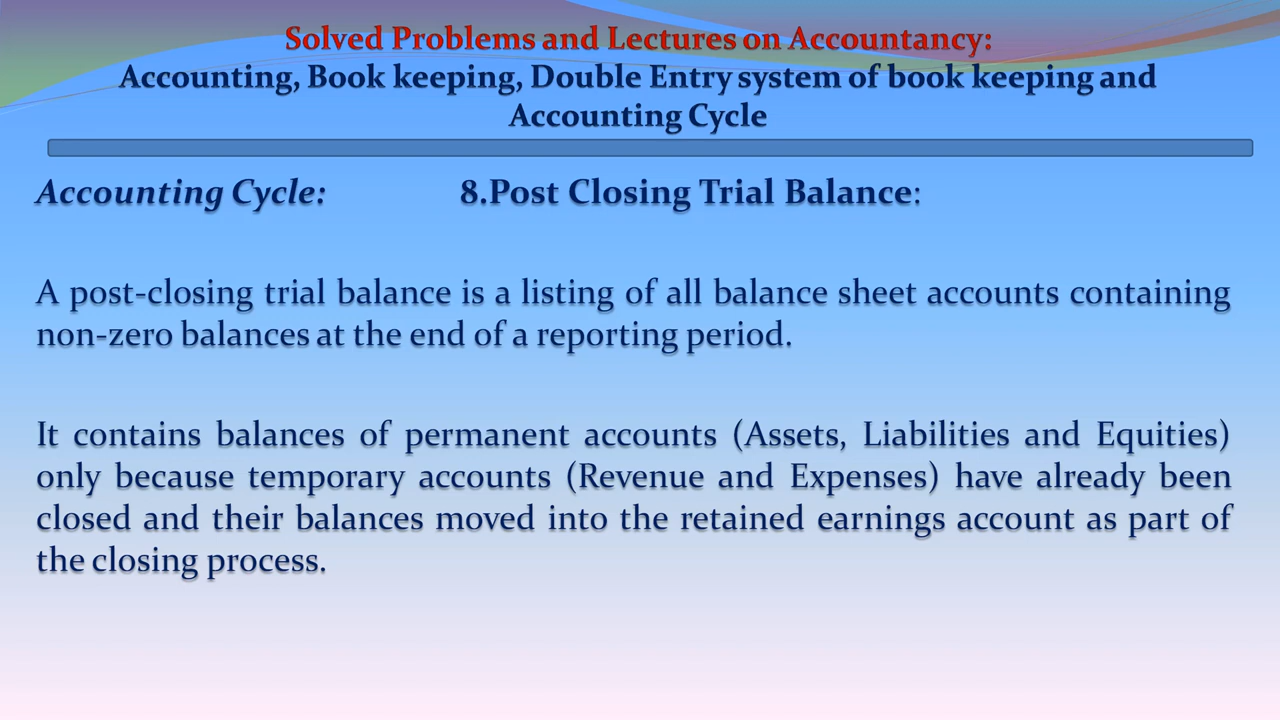 Solved Problems and Lectures on Accountancy:
Accounting, Book keeping, Double Entry system of book keeping and
Accounting Cycle
Accounting Cycle: 8.Post Closing Trial Balance:
A post-closing trial balance is a listing of all balance sheet accounts containing
non-zero balances at the end of a reporting period.
It contains balances of permanent accounts (Assets, Liabilities and Equities)
only because temporary accounts (Revenue and Expenses) have already been
closed and their balances moved into the retained earnings account as part of
the closing process.